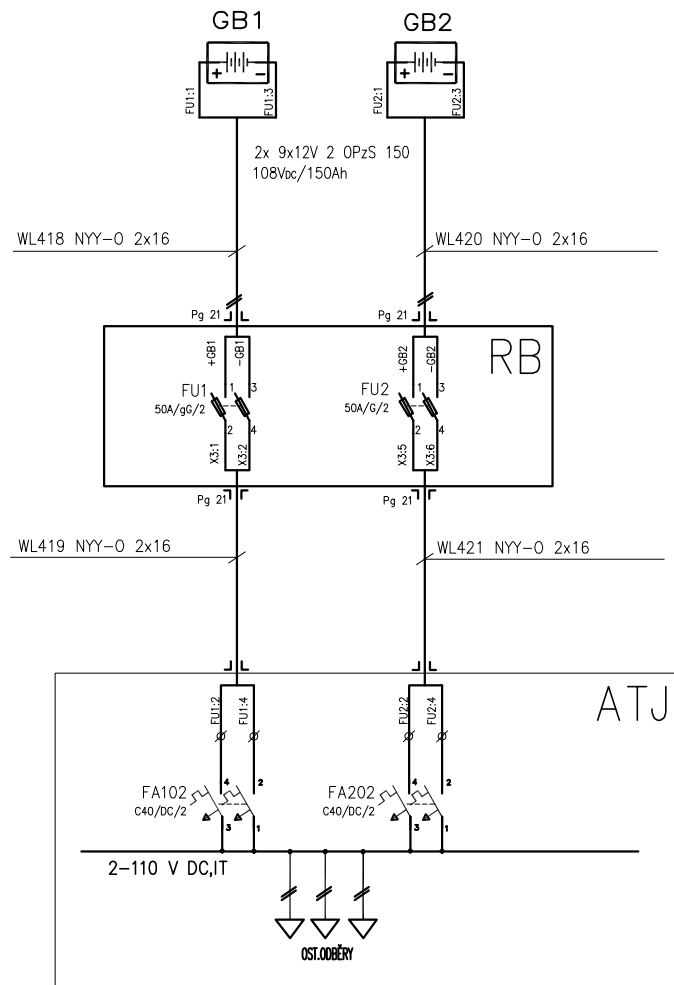 GB1
GB2
+ −
+ −
FU1:1
FU1:3
FU2:1
FU2:3
2x 9x12V 2 OPzS 150
108VDC/150Ah
WL418 NYY-O 2x16
WL420 NYY-O 2x16
Pg 21
Pg 21
RB
+GB1
-GB1
+GB2
-GB2
FU1
50A/gG/2
1
3
2
4
FU2
50A/G/2
1
3
2
4
X3:1
X3:2
X3:5
X3:6
Pg 21
Pg 21
WL419 NYY-O 2x16
WL421 NYY-O 2x16
ATJ
FU1:2
FU1:4
FU2:2
FU2:4
FA102
C40/DC/2
4
2
3
1
FA202
C40/DC/2
4
2
3
1
2-110 V DC,IT
OST.ODBĚRY